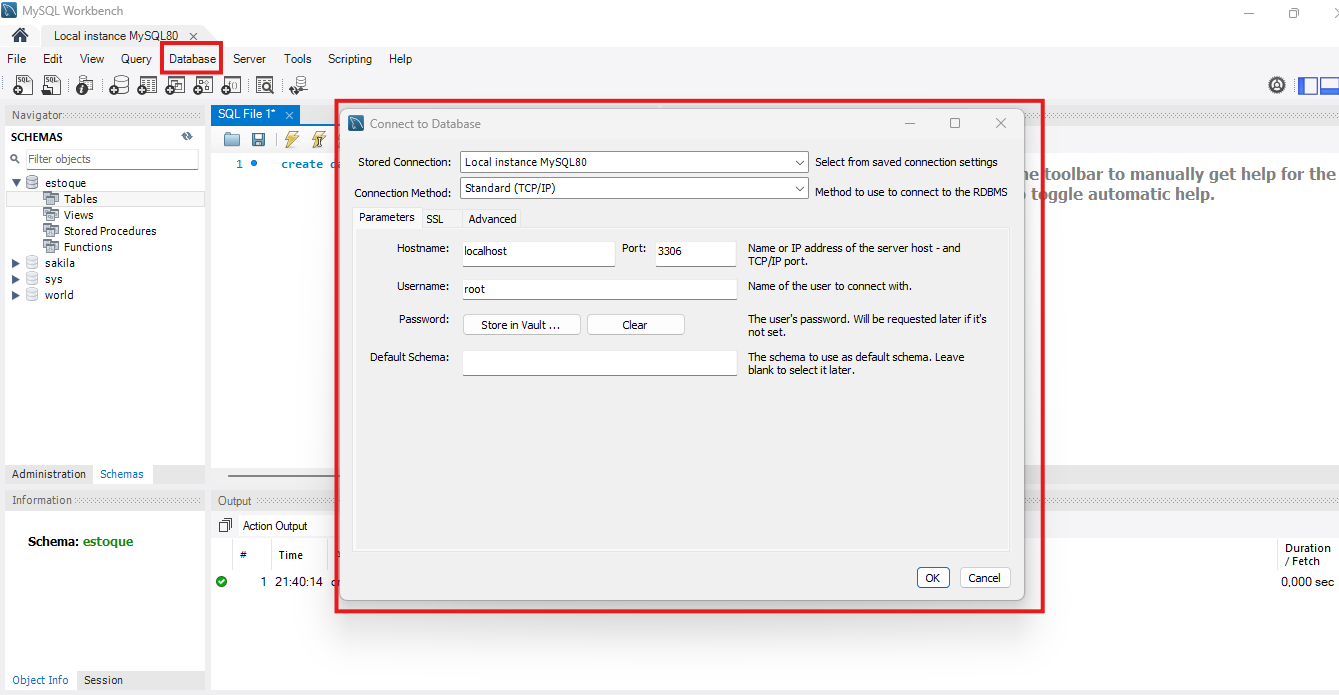 MySQL Workbench
Local instance MySQL80
File Edit View Query Database Server Tools Scripting Help
Navigator
SCHEMAS
Filter objects
estoque
Tables
Views
Stored Procedures
Functions
sakila
sys
world
Administration Schemas
Information
Schema: estoque
Object Info Session
SQL File 1*
1 create
Connect to Database
Stored Connection: Local instance MySQL80 Select from saved connection settings
Connection Method: Standard (TCP/IP) Method to use to connect to the RDBMS
Parameters SSL Advanced
Hostname: localhost Port: 3306 Name or IP address of the server host - and
TCP/IP port.
Username: root Name of the user to connect with.
Password: Store in Vault ... Clear The user's password. Will be requested later if it's
not set.
Default Schema: The schema to use as default schema. Leave
blank to select it later.
OK Cancel
toolbar to manually get help for the
toggle automatic help.
Output
Action Output
# Time
Duration
/ Fetch
1 21:40:14
0,000 sec